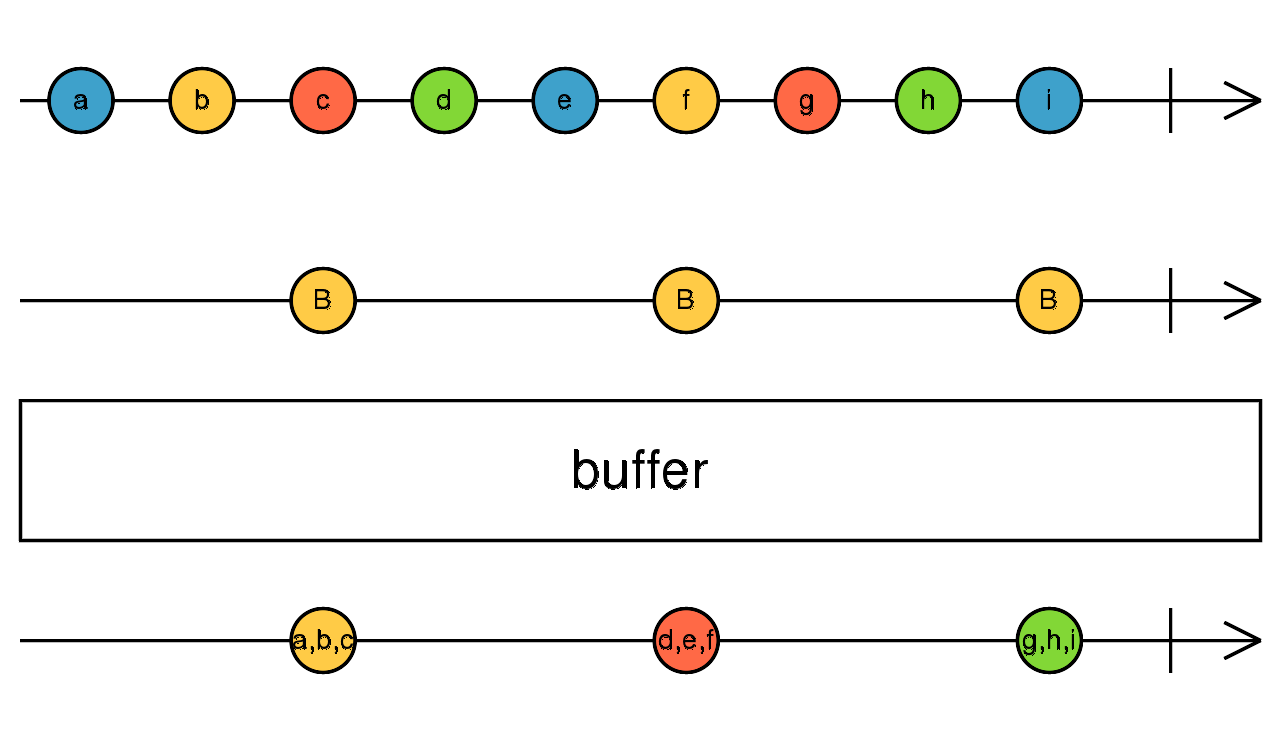 a b c d e f g h i
B B B
buffer
a,b,c d,e,f g,h,i